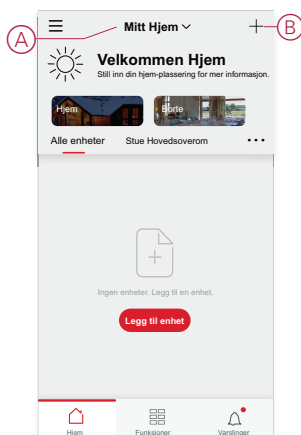 A
Mitt Hjem
B
Velkommen Hjem
Still inn din hjem-plassering for mer informasjon.
Hjem
Borte
Alle enheter
Stue Hovedsoverom
Ingen enheter. Legg til en enhet.
Legg til enhet
Hjem
Funksjoner
Varslinger